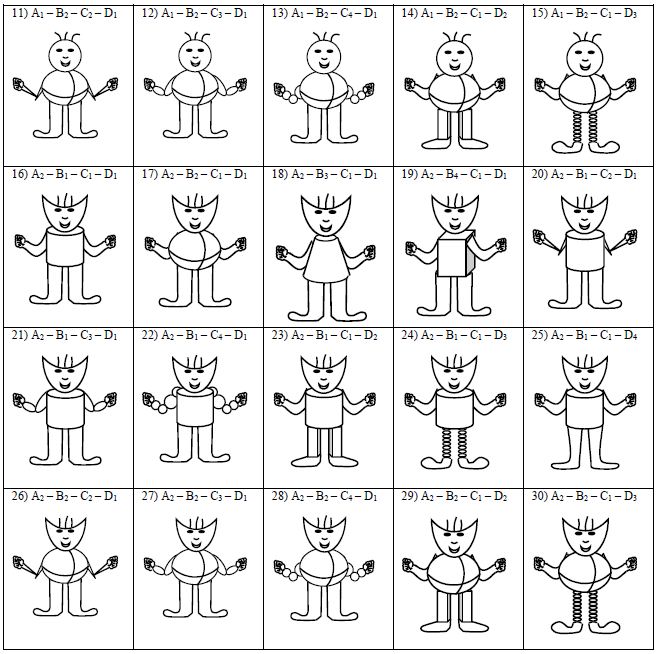 11) A₁ – B₂ – C₂ – D₁
12) A₁ – B₂ – C₃ – D₁
13) A₁ – B₂ – C₄ – D₁
14) A₁ – B₂ – C₁ – D₂
15) A₁ – B₂ – C₁ – D₃
16) A₂ – B₁ – C₁ – D₁
17) A₂ – B₂ – C₁ – D₁
18) A₂ – B₃ – C₁ – D₁
19) A₂ – B₄ – C₁ – D₁
20) A₂ – B₁ – C₂ – D₁
21) A₂ – B₁ – C₃ – D₁
22) A₂ – B₁ – C₄ – D₁
23) A₂ – B₁ – C₁ – D₂
24) A₂ – B₁ – C₁ – D₃
25) A₂ – B₁ – C₁ – D₄
26) A₂ – B₂ – C₂ – D₁
27) A₂ – B₂ – C₃ – D₁
28) A₂ – B₂ – C₄ – D₁
29) A₂ – B₂ – C₁ – D₂
30) A₂ – B₂ – C₁ – D₃